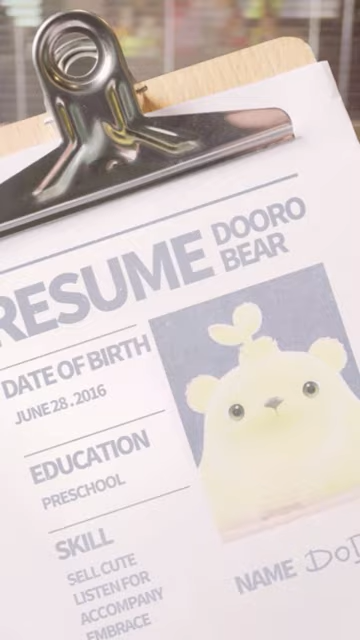 RESUME
DOORO
BEAR
DATE OF BIRTH
JUNE 28 . 2016
EDUCATION
PRESCHOOL
SKILL
SELL CUTE
LISTEN FOR
ACCOMPANY
EMBRACE
NAME